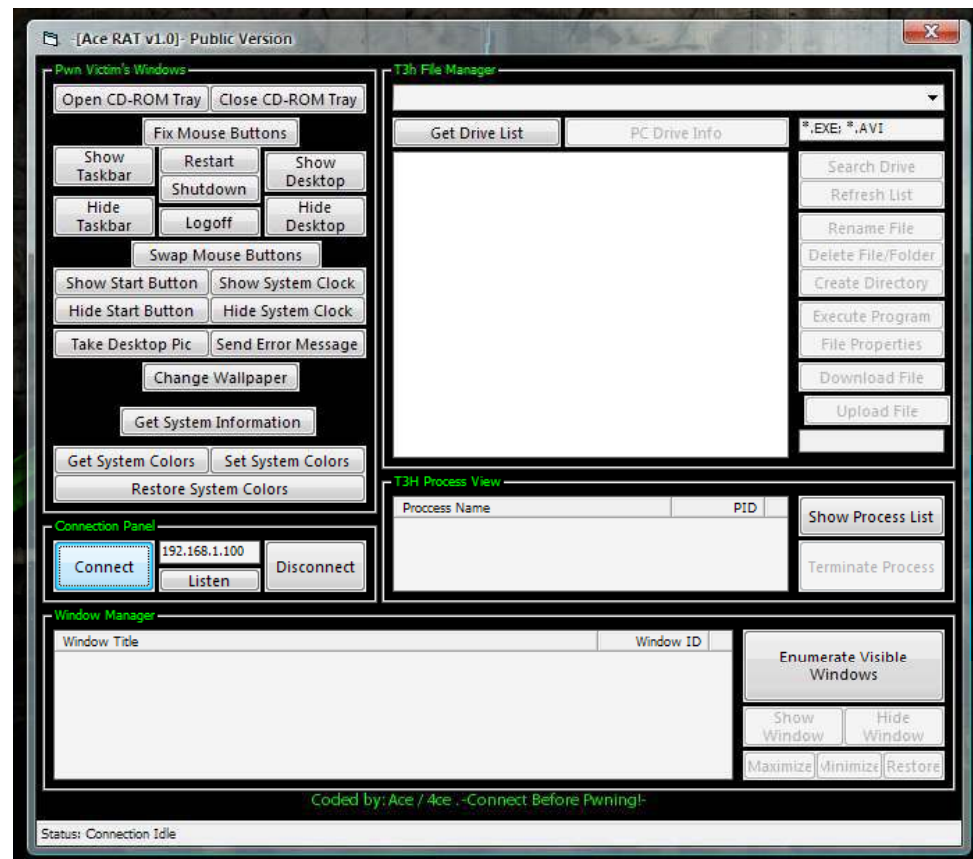 -[Ace RAT v1.0]- Public Version
Pwn Victim's Windows
Open CD-ROM Tray
Close CD-ROM Tray
Fix Mouse Buttons
Show Taskbar
Restart
Show Desktop
Shutdown
Hide Taskbar
Logoff
Hide Desktop
Swap Mouse Buttons
Show Start Button
Show System Clock
Hide Start Button
Hide System Clock
Take Desktop Pic
Send Error Message
Change Wallpaper
Get System Information
Get System Colors
Set System Colors
Restore System Colors
Connection Panel
Connect
192.168.1.100
Listen
Disconnect
T3h File Manager
Get Drive List
PC Drive Info
*.EXE; *.AVI
Search Drive
Refresh List
Rename File
Delete File/Folder
Create Directory
Execute Program
File Properties
Download File
Upload File
T3H Process View
Proccess Name
PID
Show Process List
Terminate Process
Window Manager
Window Title
Window ID
Enumerate Visible
Windows
Show Window
Hide Window
Maximize
Minimize
Restore
Coded by: Ace / 4ce .-Connect Before Pwning!-
Status: Connection Idle